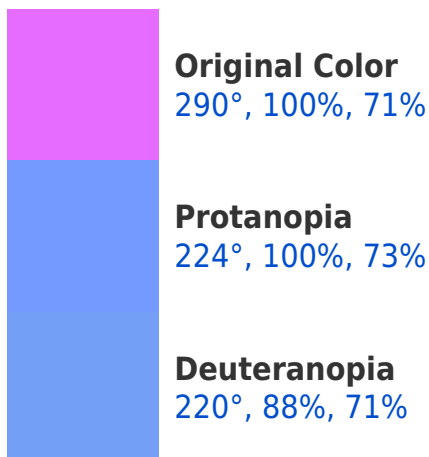 Original Color
290°, 100%, 71%
Protanopia
224°, 100%, 73%
Deuteranopia
220°, 88%, 71%